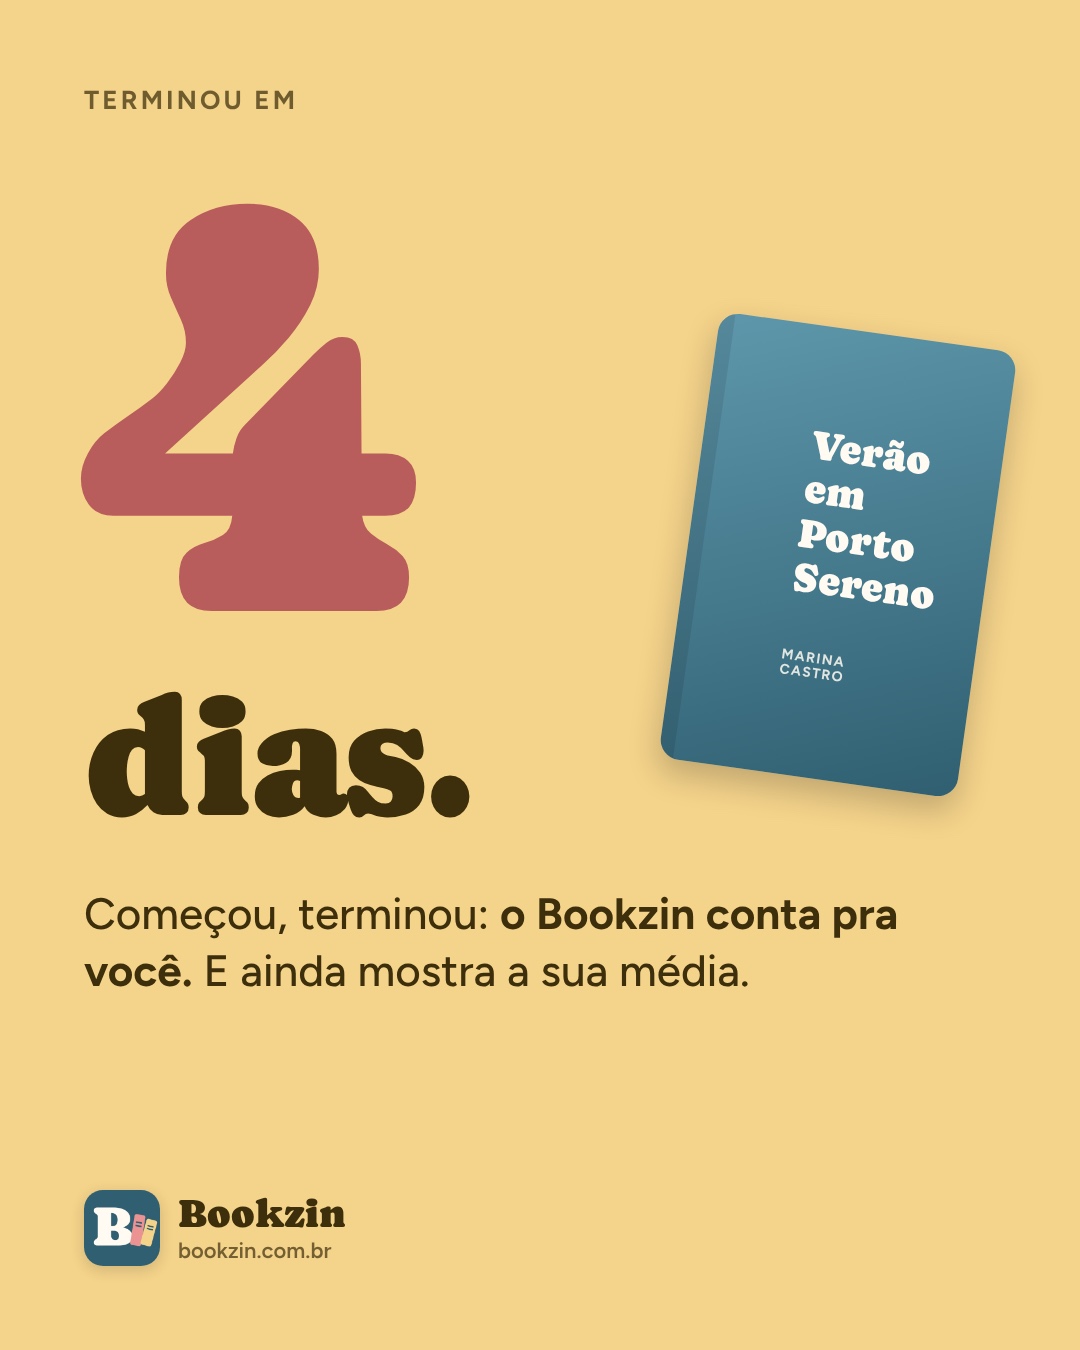 TERMINOU EM
4
dias.
Verão
em
Porto
Sereno
MARINA
CASTRO
Começou, terminou: o Bookzin conta pra
você. E ainda mostra a sua média.
B
Bookzin
bookzin.com.br